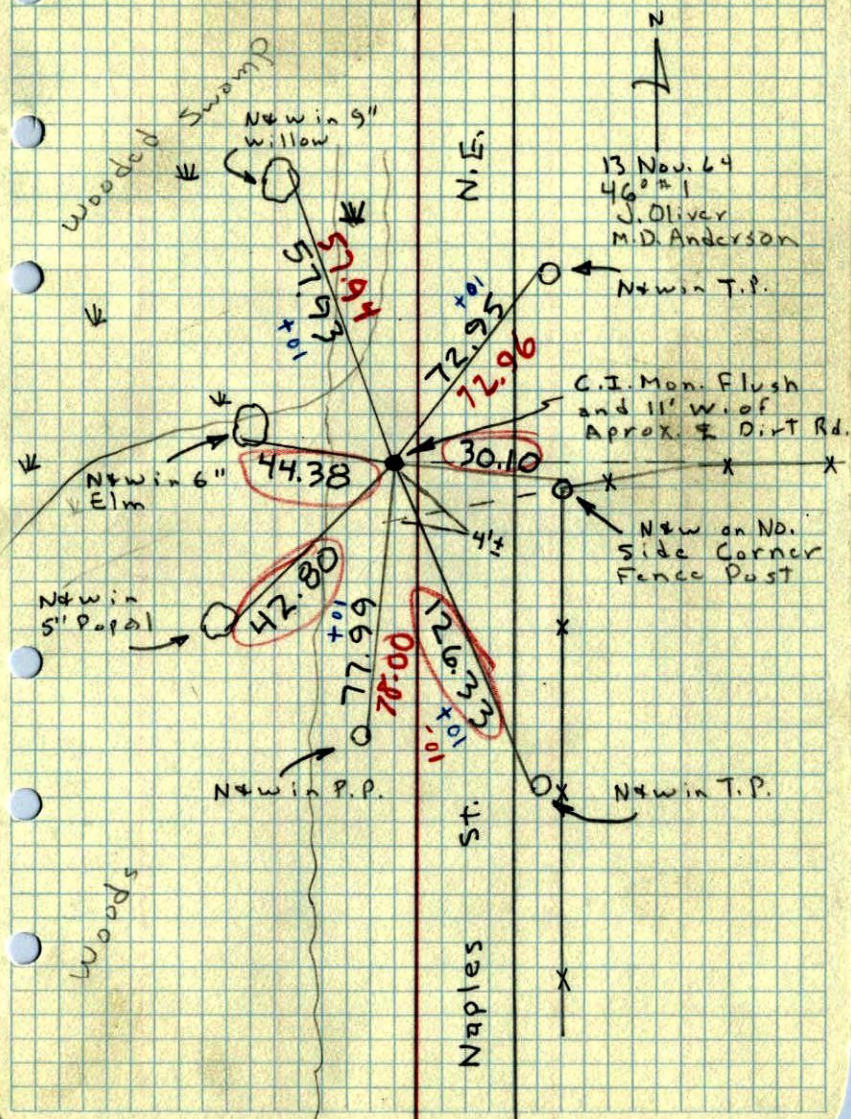 N
Wooded Swamp
N&W in 9"
Willow
N.E.
13 Nov. 64
46° #1
J. Oliver
M.D. Anderson
N&W in T.P.
57.94
57.93
+01
+01
72.95
72.96
C.I. Mon. Flush
and 11' W. of
Aprox. ℄ Dirt Rd.
30.10
44.38
N&W in 6"
Elm
4'±
N&W on No.
Side Corner
Fence Post
42.80
N&W in
5" Popal
+01
77.99
78.00
126.33
+01
-01
N&W in P.P.
N&W in T.P.
St.
Woods
Naples